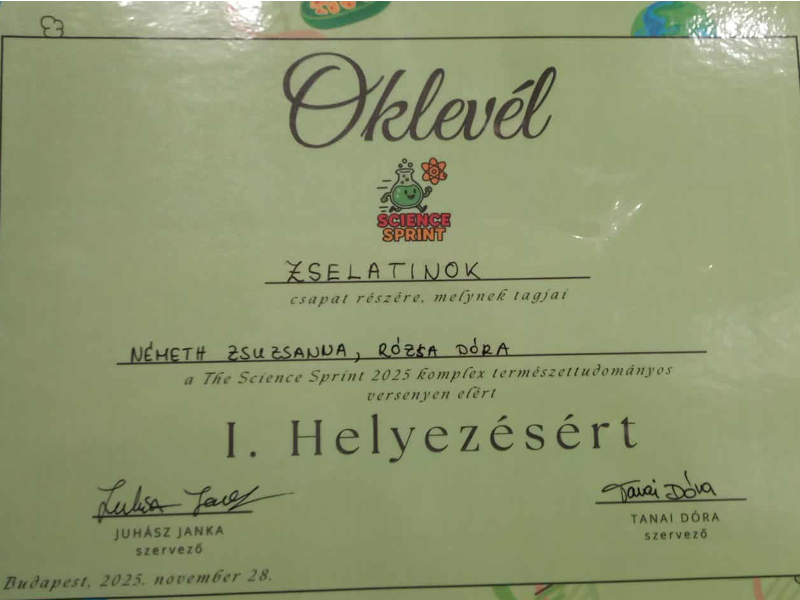 Oklevél
SCIENCE
SPRINT
ZSELATINOK
csapat részére, melynek tagjai
NÉMETH ZSUZSANNA, RÓZSA DÓRA
a The Science Sprint 2025 komplex természettudományos
versenyen elért
I. Helyezésért
Tanai Dóra
JUHÁSZ JANKA
szervező
TANAI DÓRA
szervező
Budapest, 2025. november 28.